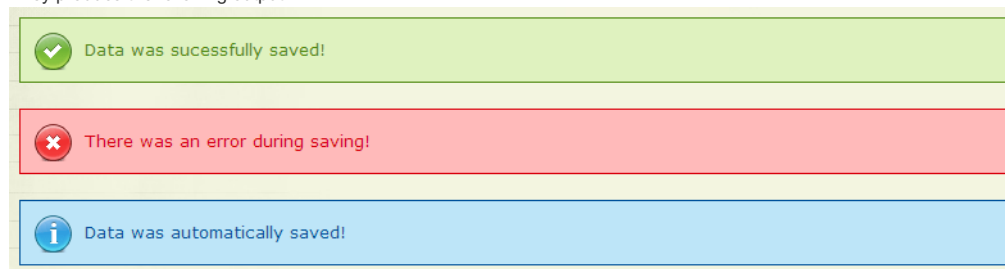 Data was sucessfully saved!
There was an error during saving!
Data was automatically saved!